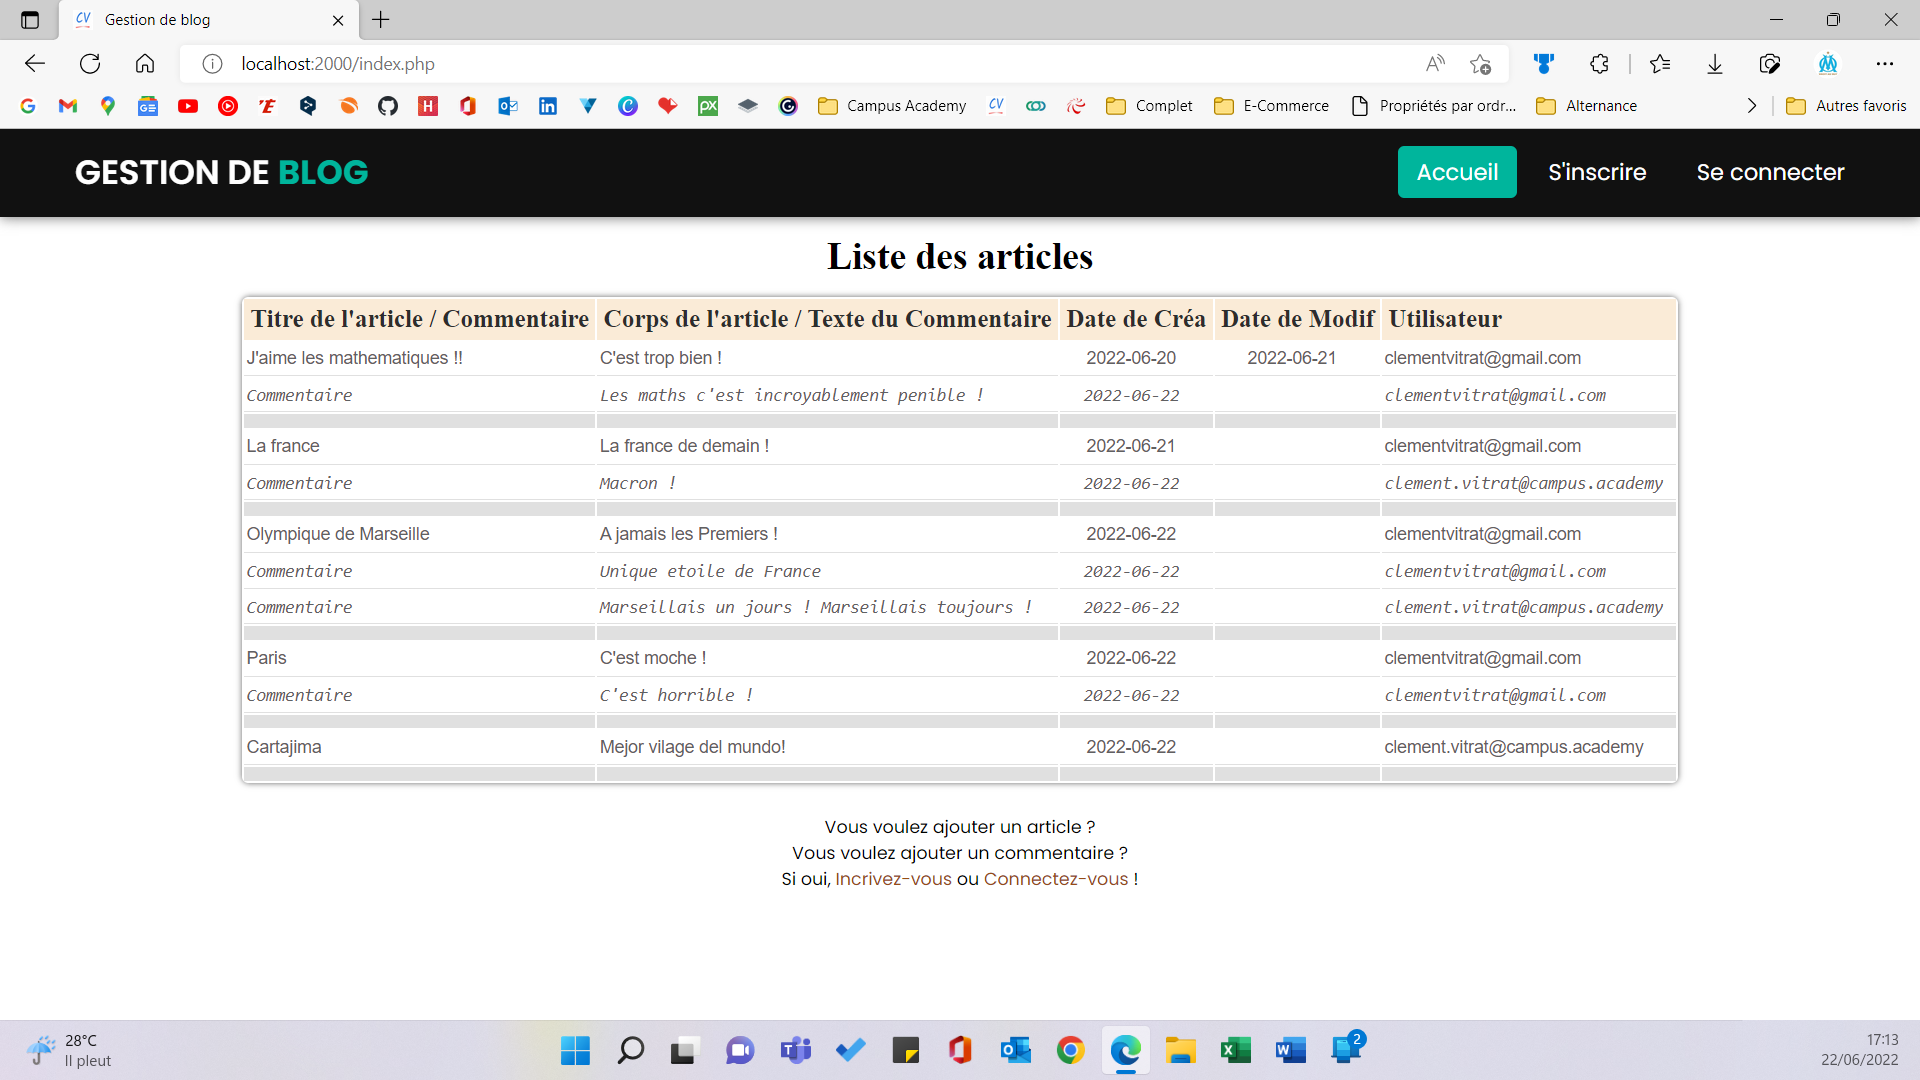 Gestion de blog
localhost:2000/index.php
Campus Academy
Complet
E-Commerce
Propriétés par ordr...
Alternance
Autres favoris
GESTION DE BLOG
Accueil
S'inscrire
Se connecter
Liste des articles
Titre de l'article / Commentaire Corps de l'article / Texte du Commentaire Date de Créa Date de Modif Utilisateur
J'aime les mathematiques !! C'est trop bien ! 2022-06-20 2022-06-21 clementvitrat@gmail.com
Commentaire Les maths c'est incroyablement penible ! 2022-06-22 clementvitrat@gmail.com
La france La france de demain ! 2022-06-21 clementvitrat@gmail.com
Commentaire Macron ! 2022-06-22 clement.vitrat@campus.academy
Olympique de Marseille A jamais les Premiers ! 2022-06-22 clementvitrat@gmail.com
Commentaire Unique etoile de France 2022-06-22 clementvitrat@gmail.com
Commentaire Marseillais un jours ! Marseillais toujours ! 2022-06-22 clement.vitrat@campus.academy
Paris C'est moche ! 2022-06-22 clementvitrat@gmail.com
Commentaire C'est horrible ! 2022-06-22 clementvitrat@gmail.com
Cartajima Mejor vilage del mundo! 2022-06-22 clement.vitrat@campus.academy
Vous voulez ajouter un article ?
Vous voulez ajouter un commentaire ?
Si oui, Incrivez-vous ou Connectez-vous !
28°C
Il pleut
2
17:13
22/06/2022